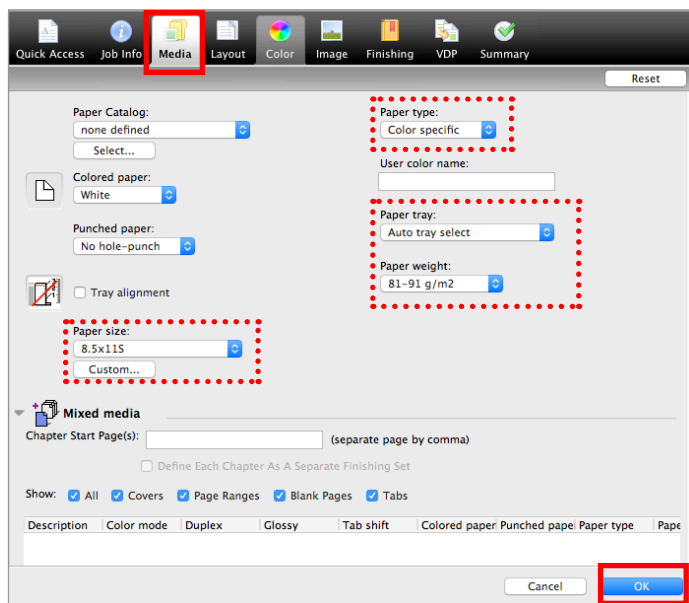 Quick Access Job Info Media Layout Color Image Finishing VDP Summary
Reset
Paper Catalog:
none defined
Select...
Colored paper:
White
Punched paper:
No hole-punch
Tray alignment
Paper size:
8.5x11S
Custom...
Paper type:
Color specific
User color name:
Paper tray:
Auto tray select
Paper weight:
81-91 g/m2
Mixed media
Chapter Start Page(s): (separate page by comma)
Define Each Chapter As A Separate Finishing Set
Show: All Covers Page Ranges Blank Pages Tabs
Description Color mode Duplex Glossy Tab shift Colored paper Punched pape Paper type Pape
Cancel OK